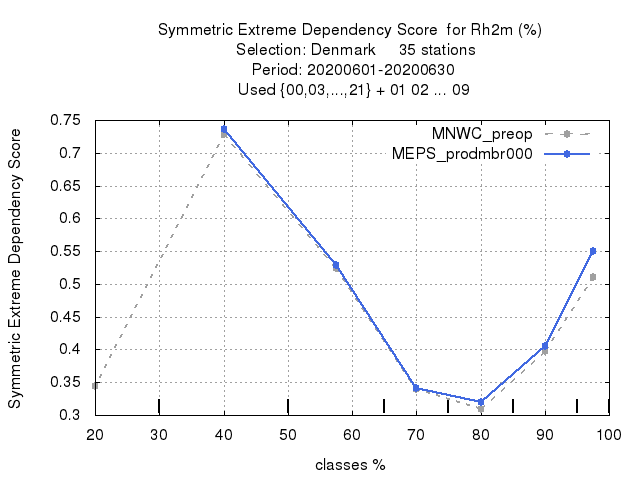 Symmetric Extreme Dependency Score for Rh2m (%)
Selection: Denmark 35 stations
Period: 20200601-20200630
Used {00,03,...,21} + 01 02 ... 09
MNWC_preop
MEPS_prodmbr000
Symmetric Extreme Dependency Score
0.75
0.7
0.65
0.6
0.55
0.5
0.45
0.4
0.35
0.3
20 30 40 50 60 70 80 90 100
classes %